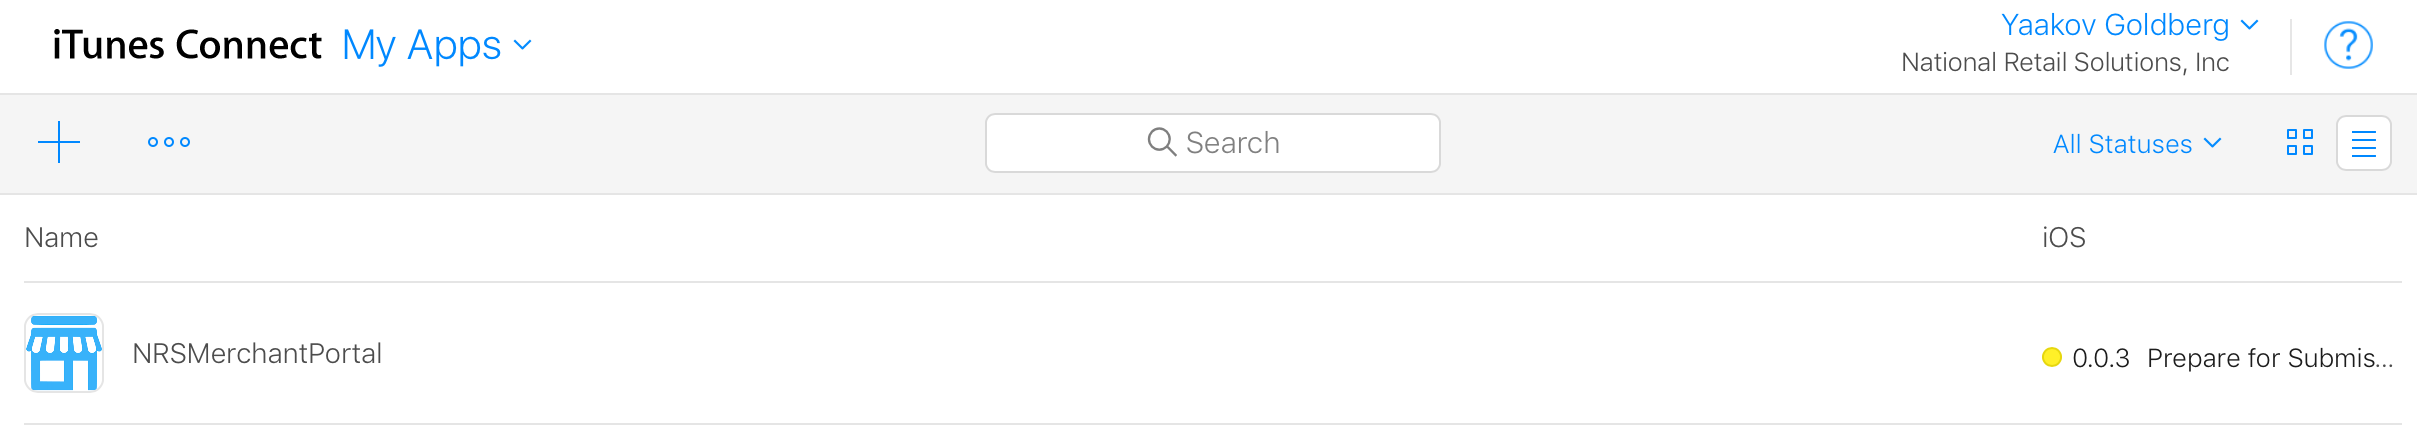 iTunes Connect My Apps
Yaakov Goldberg
National Retail Solutions, Inc
?
Search
All Statuses
Name
iOS
NRSMerchantPortal
0.0.3 Prepare for Submis...